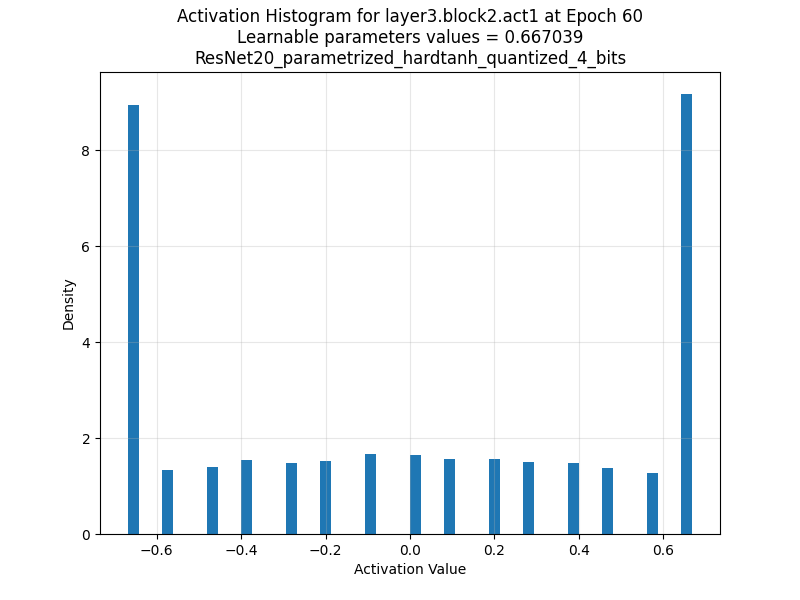 Activation Histogram for layer3.block2.act1 at Epoch 60
Learnable parameters values = 0.667039
ResNet20_parametrized_hardtanh_quantized_4_bits
8
6
4
2
0
Density
−0.6 −0.4 −0.2 0.0 0.2 0.4 0.6
Activation Value